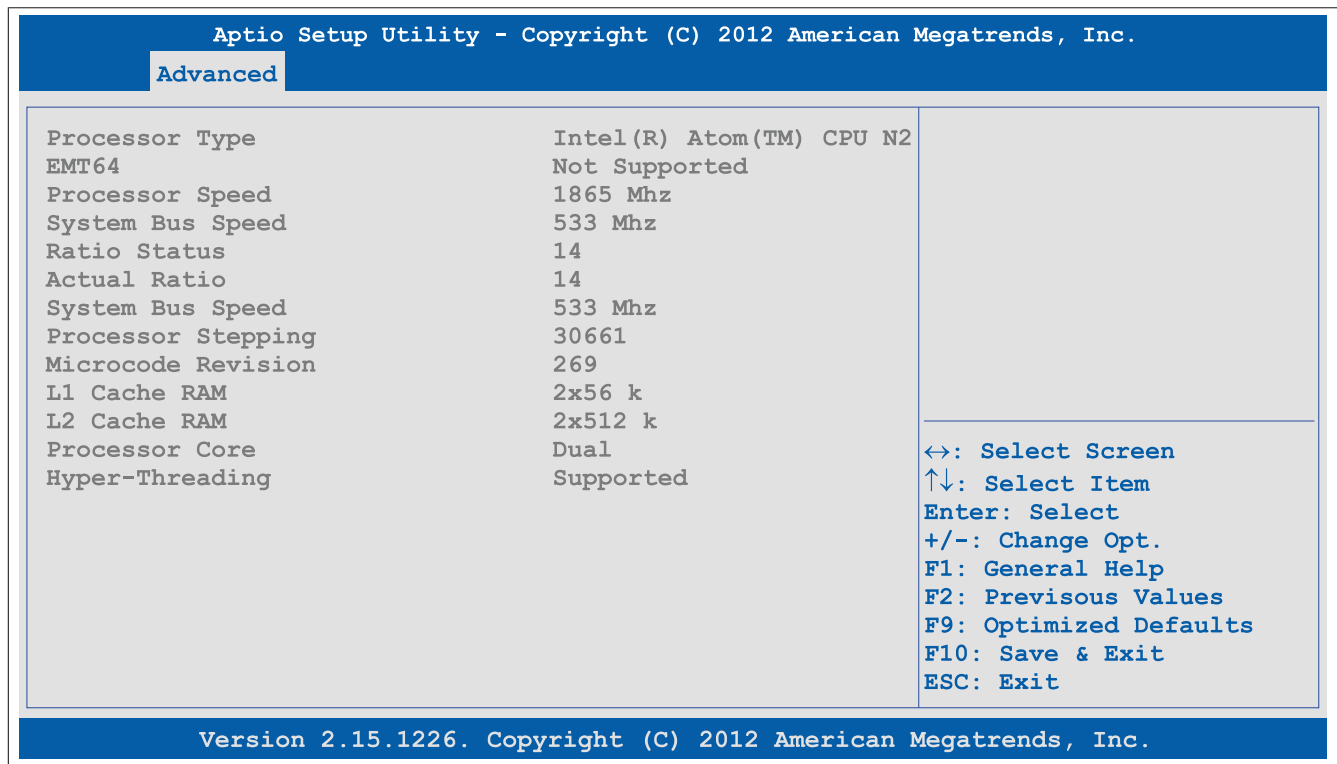 Aptio Setup Utility - Copyright (C) 2012 American Megatrends, Inc.
Advanced
Processor Type Intel(R) Atom(TM) CPU N2
EMT64 Not Supported
Processor Speed 1865 Mhz
System Bus Speed 533 Mhz
Ratio Status 14
Actual Ratio 14
System Bus Speed 533 Mhz
Processor Stepping 30661
Microcode Revision 269
L1 Cache RAM 2x56 k
L2 Cache RAM 2x512 k
Processor Core Dual
Hyper-Threading Supported
↔: Select Screen
↑↓: Select Item
Enter: Select
+/-: Change Opt.
F1: General Help
F2: Previsous Values
F9: Optimized Defaults
F10: Save & Exit
ESC: Exit
Version 2.15.1226. Copyright (C) 2012 American Megatrends, Inc.